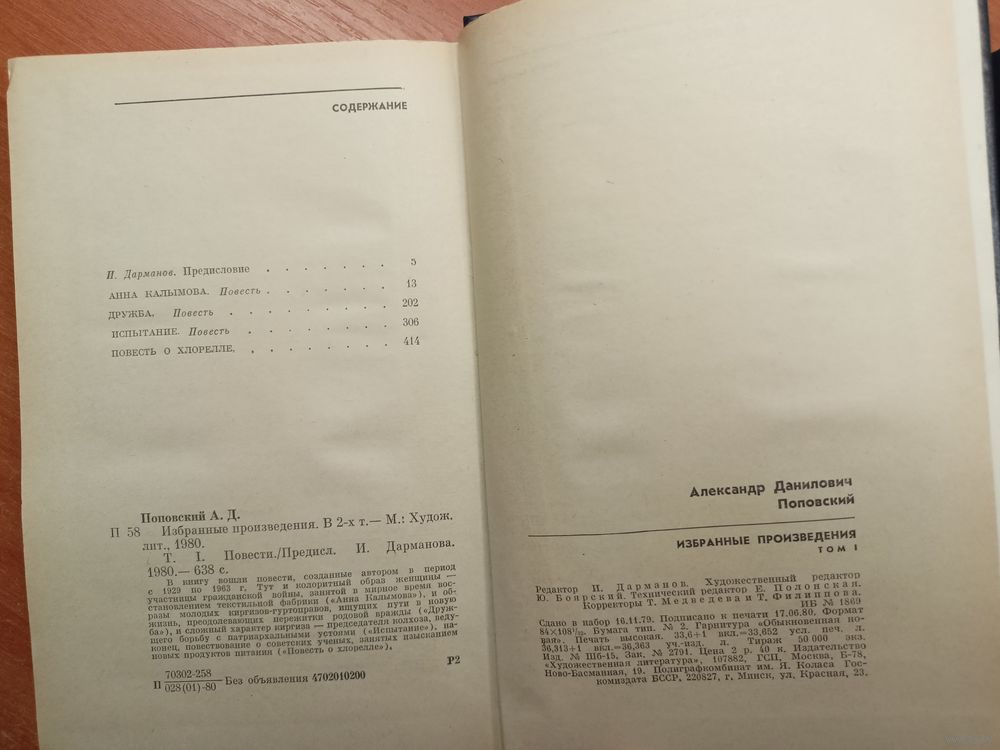 СОДЕРЖАНИЕ
И. Дарманов. Предисловие . . . . . . . 5
АННА КАЛЫМОВА. Повесть . . . . . . . 13
ДРУЖБА. Повесть . . . . . . . . . 202
ИСПЫТАНИЕ. Повесть . . . . . . . . 306
ПОВЕСТЬ О ХЛОРЕЛЛЕ. . . . . . . . . 414
Поповский А. Д.
П 58 Избранные произведения. В 2-х т.— М.: Худож.
лит., 1980.
Т. I. Повести./Предисл. И. Дарманова.
1980.— 638 с.
В книгу вошли повести, созданные автором в период
с 1929 по 1963 г. Тут и колоритный образ женщины —
участницы гражданской войны, занятой в мирное время вос-
становлением текстильной фабрики («Анна Калымова»), и об-
разы молодых киргизов-гуртоправов, ищущих пути в новую
жизнь, преодолевающих пережитки родовой вражды («Друж-
ба»), и сложный характер киргиза — председателя колхоза, веду-
щего борьбу с патриархальными устоями («Испытание»), на-
конец, повествование о советских ученых, занятых изысканием
новых продуктов питания («Повесть о хлорелле»).
Р2
П 70302-258
028(01)-80 Без объявления 4702010200
Александр Данилович
Поповский
ИЗБРАННЫЕ ПРОИЗВЕДЕНИЯ
ТОМ I
Редактор И. Дарманов. Художественный редактор
Ю. Боярский. Технический редактор Е. Полонская.
Корректоры Т. Медведева и Т. Филиппова.
ИБ № 1869
Сдано в набор 16.11.79. Подписано к печати 17.06.80. Формат
84×108¹/₃₂. Бумага тип. № 2. Гарнитура «Обыкновенная но-
вая». Печать высокая. 33,6+1 вкл.=33,652 усл. печ. л.
36,313+1 вкл.=36,363 уч.-изд. л. Тираж 50 000 экз.
Изд. № Шб-15. Зак. № 2791. Цена 2 р. 40 к. Издательство
«Художественная литература», 107882, ГСП, Москва, Б-78,
Ново-Басманная, 19. Полиграфкомбинат им. Я. Коласа Гос-
комиздата БССР, 220827, г. Минск, ул. Красная, 23.